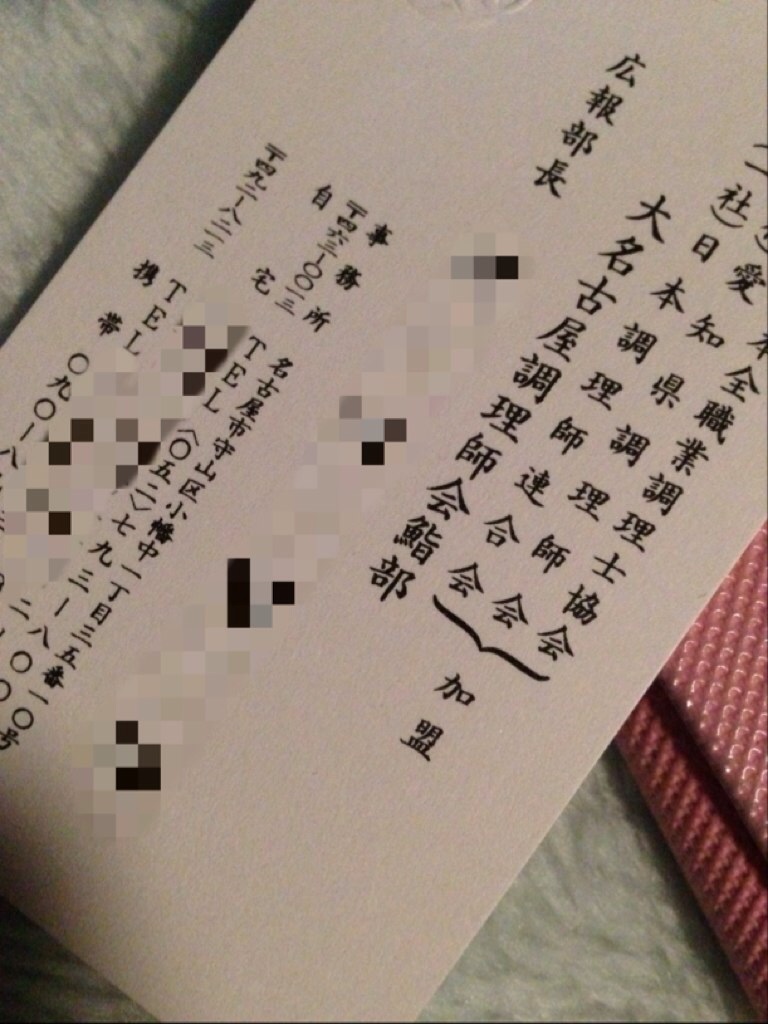 本全職業調理士協会
愛知県調理師会
(一社)日本調理師連合会
加盟
大名古屋調理師会鮨部
広報部長
事務所
〒四六三ー〇〇一三
名古屋市守山区小幡中一丁目三五番
TEL〈〇五二〉七九三ー
自宅
〒四九二ー八二二三
TEL
携帯
〇九〇ー八